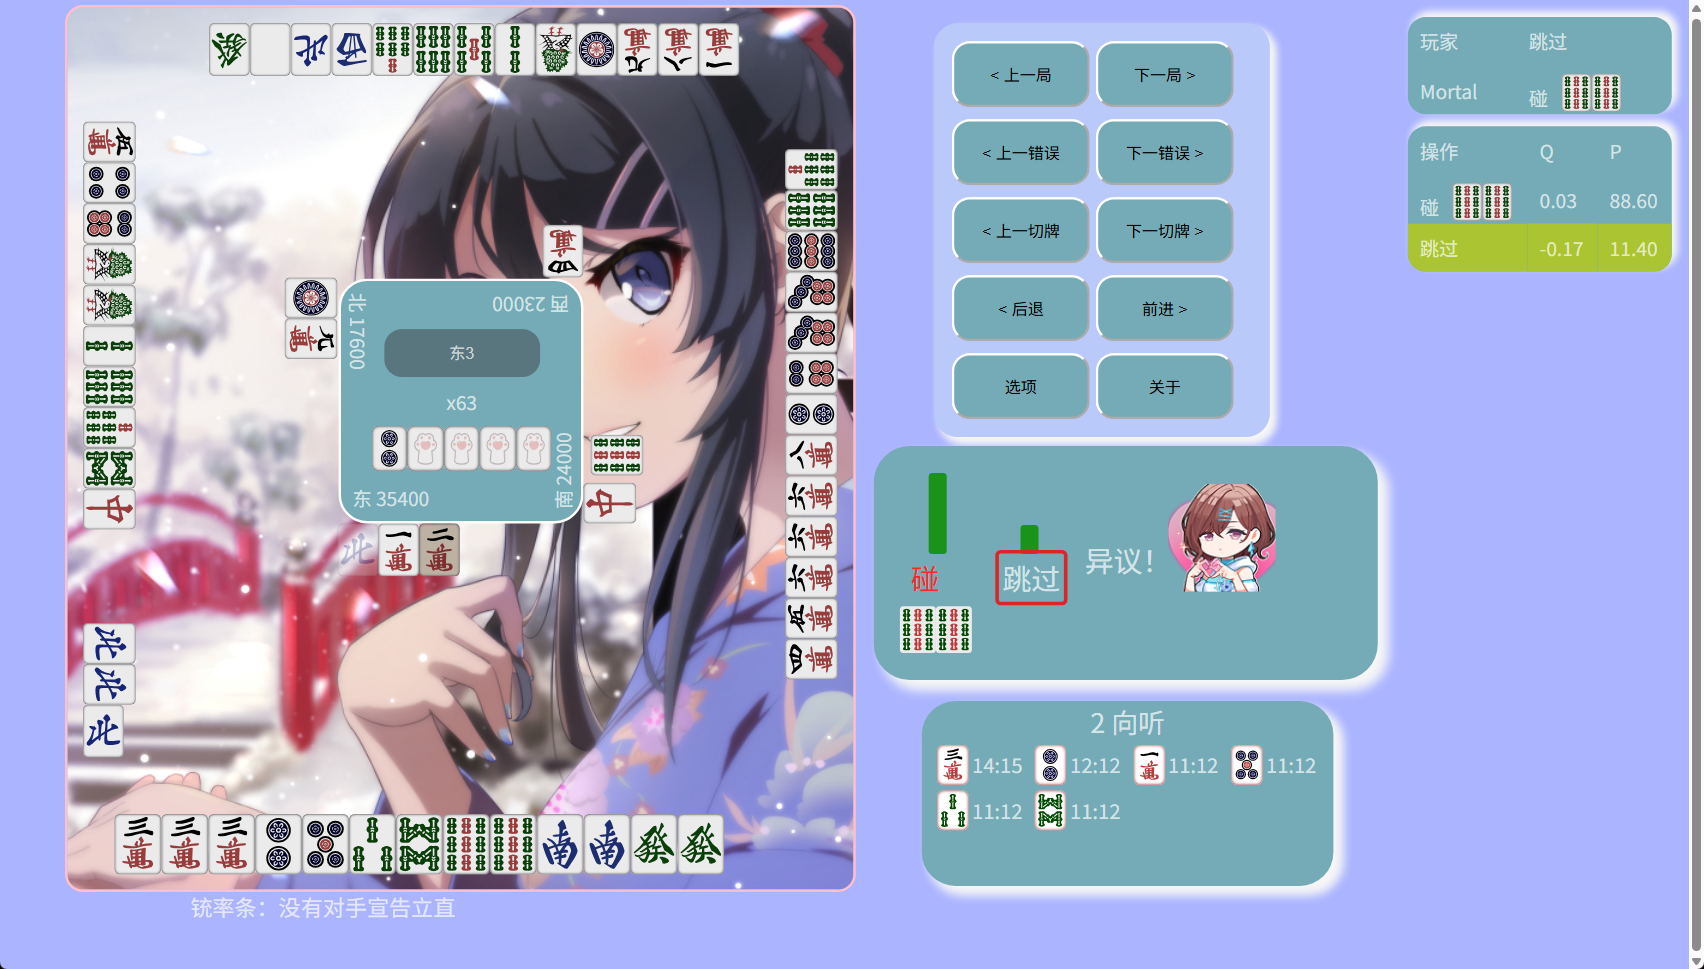 < 上一局
下一局 >
< 上一错误
下一错误 >
< 上一切牌
下一切牌 >
< 后退
前进 >
选项
关于
玩家 跳过
Mortal 碰
操作 Q P
碰 0.03 88.60
跳过 -0.17 11.40
西 23000
北 17600
东3
x63
南 24000
东 35400
碰
跳过
异议!
2 向听
14:15 12:12 11:12 11:12
11:12 11:12
铳率条：没有对手宣告立直